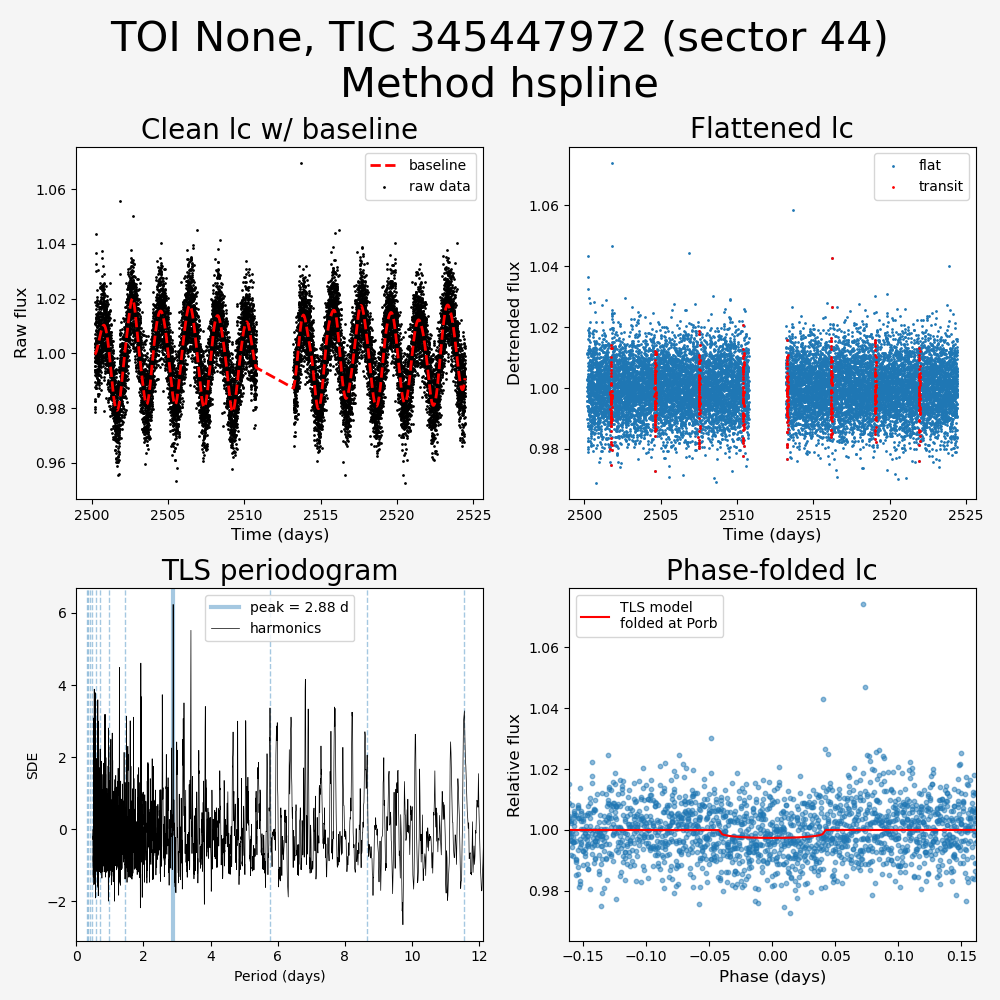 TOI None, TIC 345447972 (sector 44)
Method hspline
Clean lc w/ baseline
baseline
raw data
Raw flux
1.06
1.04
1.02
1.00
0.98
0.96
2500
2505
2510
2515
2520
2525
Time (days)
Flattened lc
flat
transit
Detrended flux
1.06
1.04
1.02
1.00
0.98
2500
2505
2510
2515
2520
2525
Time (days)
TLS periodogram
peak = 2.88 d
harmonics
SDE
6
4
2
0
−2
0
2
4
6
8
10
12
Period (days)
Phase-folded lc
TLS model
folded at Porb
Relative flux
1.06
1.04
1.02
1.00
0.98
−0.15
−0.10
−0.05
0.00
0.05
0.10
0.15
Phase (days)